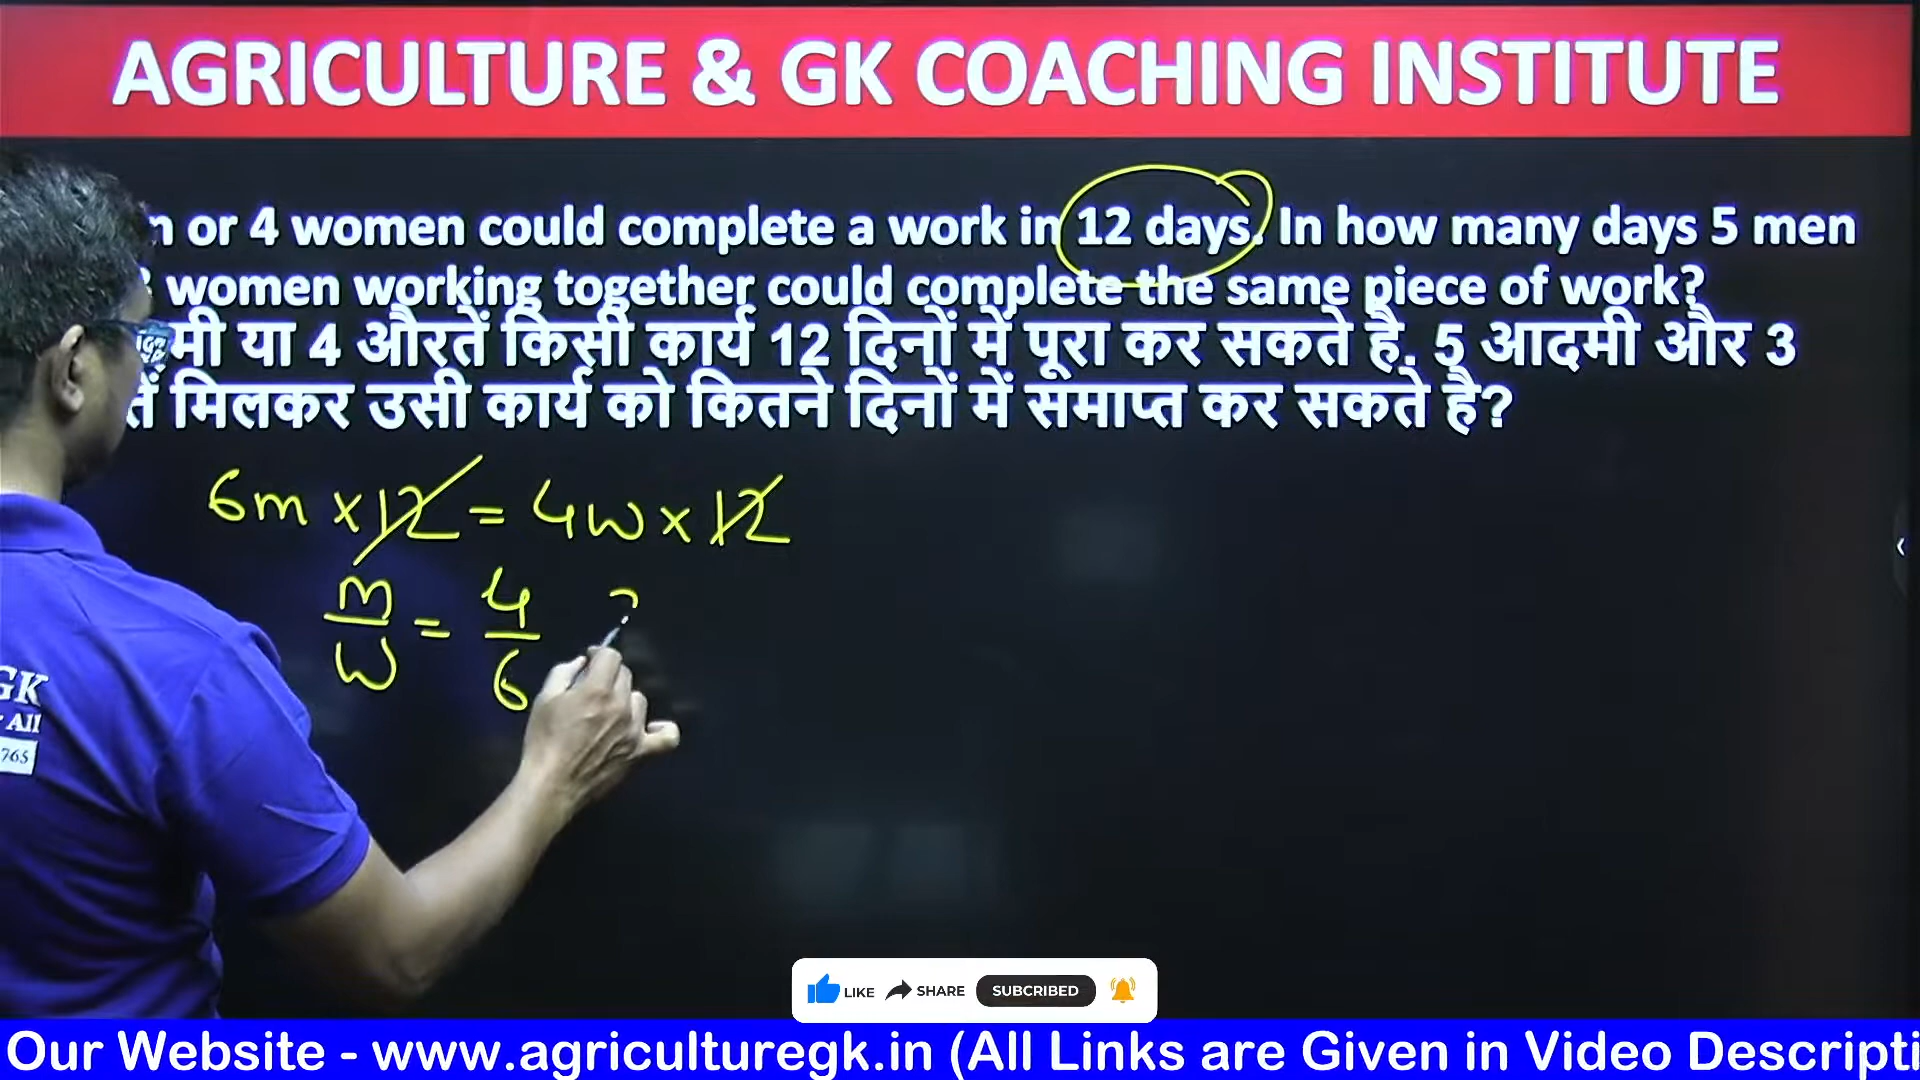 AGRICULTURE & GK COACHING INSTITUTE
n or 4 women could complete a work in 12 days. In how many days 5 men
3 women working together could complete the same piece of work?
मी या 4 औरतें किसी कार्य 12 दिनों में पूरा कर सकते है. 5 आदमी और 3
तें मिलकर उसी कार्य को कितने दिनों में समाप्त कर सकते है?
6m × 12 = 4w × 12
m/w = 4/6
GK
All
765
LIKE SHARE SUBCRIBED
Our Website - www.agriculturegk.in (All Links are Given in Video Descripti